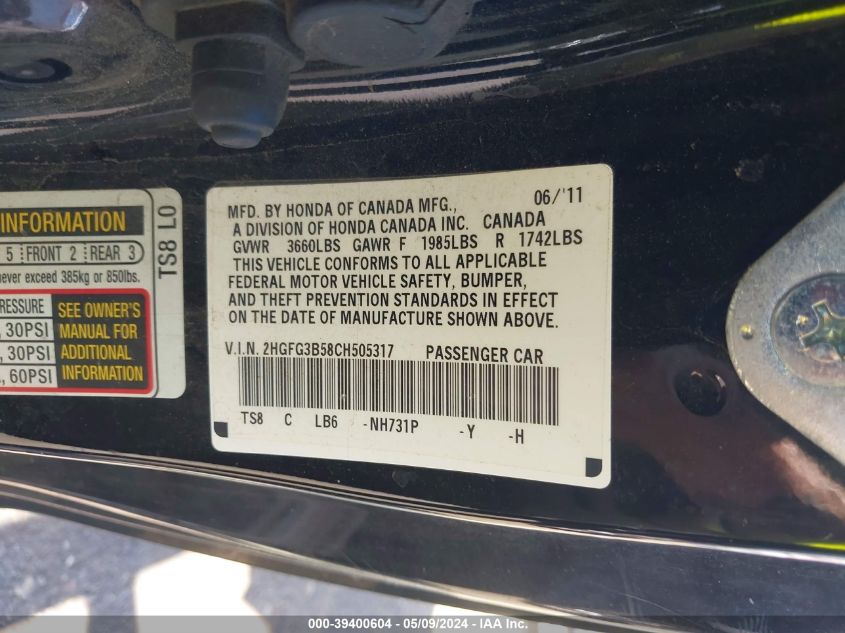 INFORMATION
5 FRONT 2 REAR 3
never exceed 385kg or 850lbs.
PRESSURE
SEE OWNER'S
MANUAL FOR
ADDITIONAL
INFORMATION
, 30PSI
, 30PSI
, 60PSI
TS8 L0
MFD. BY HONDA OF CANADA MFG., 06/'11
A DIVISION OF HONDA CANADA INC. CANADA
GVWR 3660LBS GAWR F 1985LBS R 1742LBS
THIS VEHICLE CONFORMS TO ALL APPLICABLE
FEDERAL MOTOR VEHICLE SAFETY, BUMPER,
AND THEFT PREVENTION STANDARDS IN EFFECT
ON THE DATE OF MANUFACTURE SHOWN ABOVE.
V.I.N. 2HGFG3B58CH505317 PASSENGER CAR
TS8 C LB6 -NH731P -Y -H
000-39400604 - 05/09/2024 - IAA Inc.